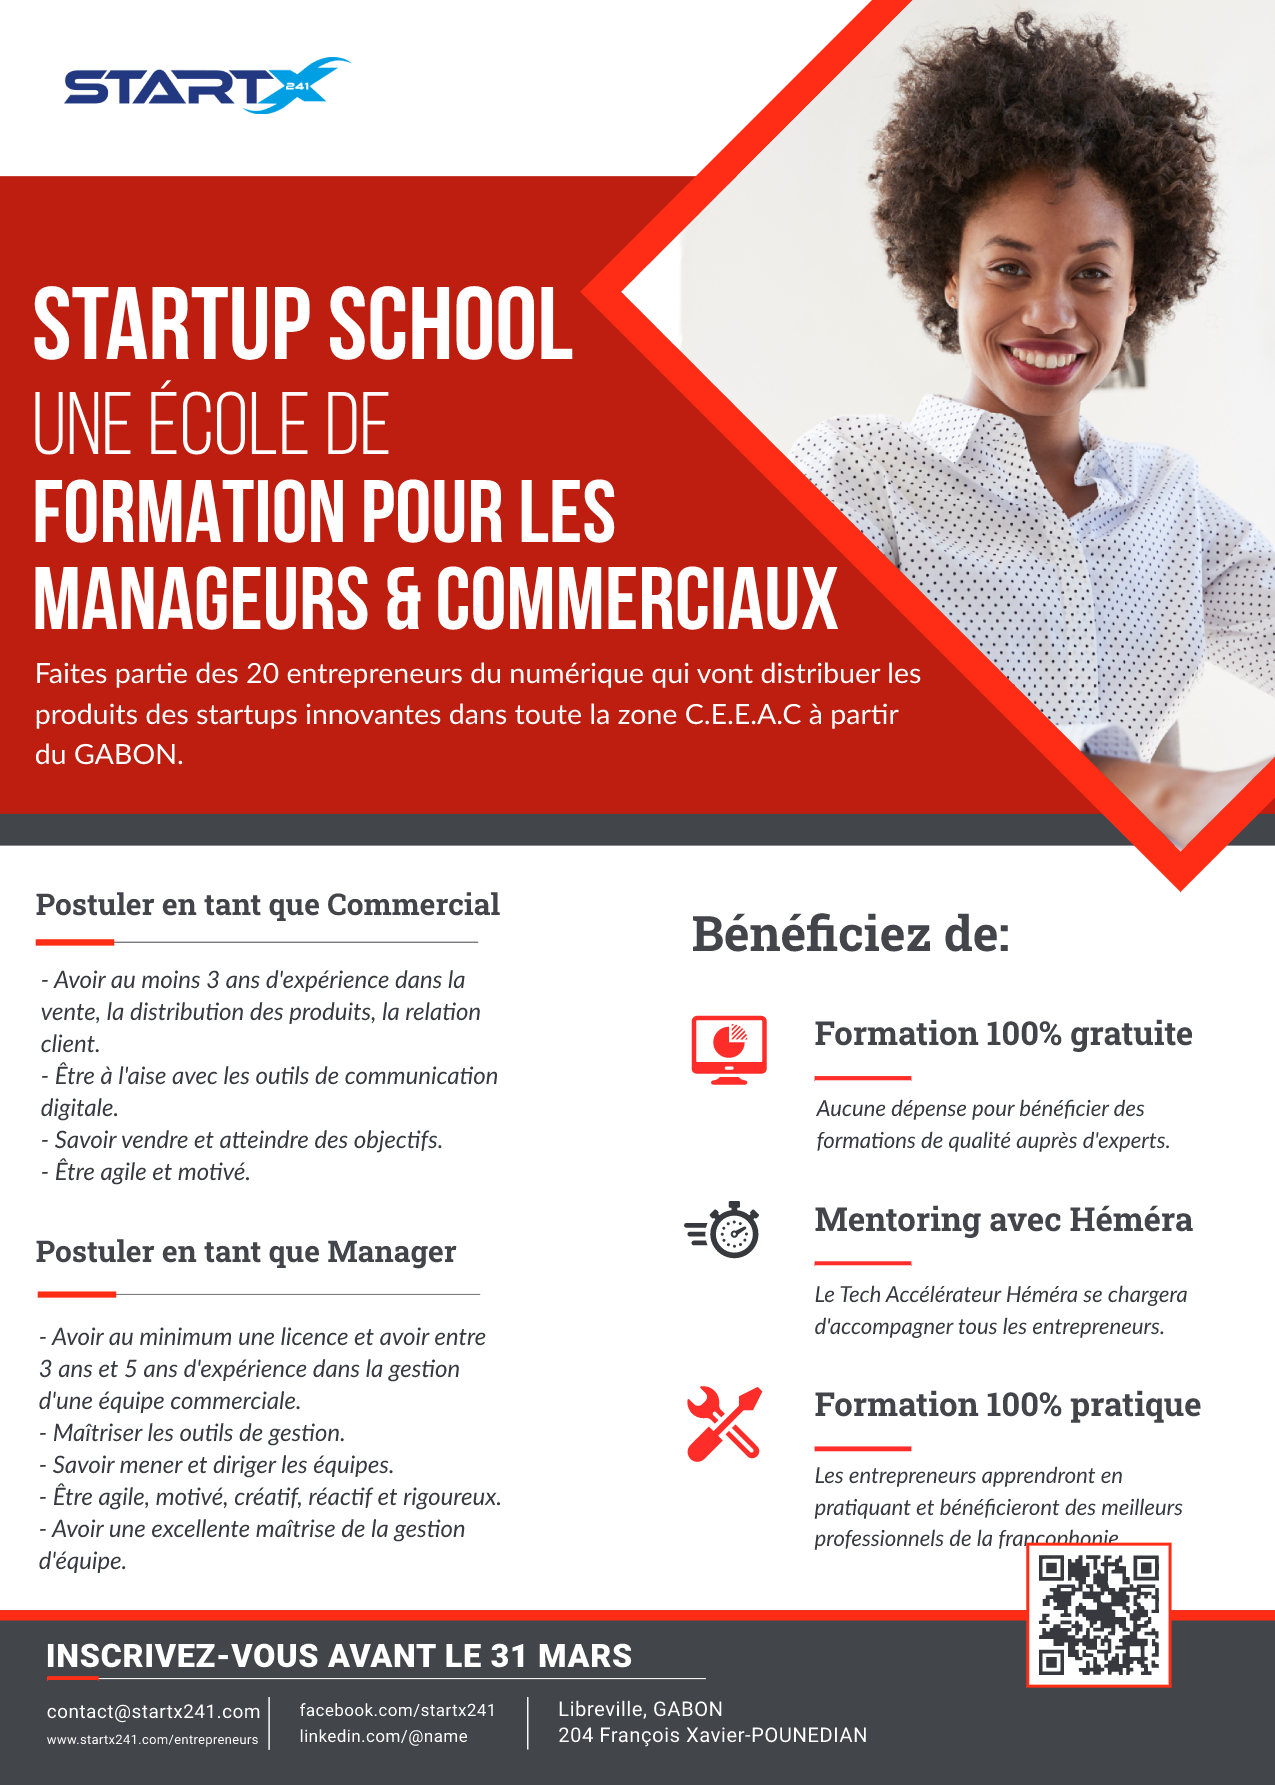 STARTX
241
STARTUP SCHOOL
UNE ÉCOLE DE
FORMATION POUR LES
MANAGEURS & COMMERCIAUX
Faites partie des 20 entrepreneurs du numérique qui vont distribuer les
produits des startups innovantes dans toute la zone C.E.E.A.C à partir
du GABON.
Postuler en tant que Commercial
- Avoir au moins 3 ans d'expérience dans la
vente, la distribution des produits, la relation
client.
- Être à l'aise avec les outils de communication
digitale.
- Savoir vendre et atteindre des objectifs.
- Être agile et motivé.
Postuler en tant que Manager
- Avoir au minimum une licence et avoir entre
3 ans et 5 ans d'expérience dans la gestion
d'une équipe commerciale.
- Maîtriser les outils de gestion.
- Savoir mener et diriger les équipes.
- Être agile, motivé, créatif, réactif et rigoureux.
- Avoir une excellente maîtrise de la gestion
d'équipe.
Bénéficiez de:
Formation 100% gratuite
Aucune dépense pour bénéficier des
formations de qualité auprès d'experts.
Mentoring avec Héméra
Le Tech Accélérateur Héméra se chargera
d'accompagner tous les entrepreneurs.
Formation 100% pratique
Les entrepreneurs apprendront en
pratiquant et bénéficieront des meilleurs
professionnels de la francophonie
INSCRIVEZ-VOUS AVANT LE 31 MARS
contact@startx241.com
www.startx241.com/entrepreneurs
facebook.com/startx241
linkedin.com/@name
Libreville, GABON
204 François Xavier-POUNEDIAN